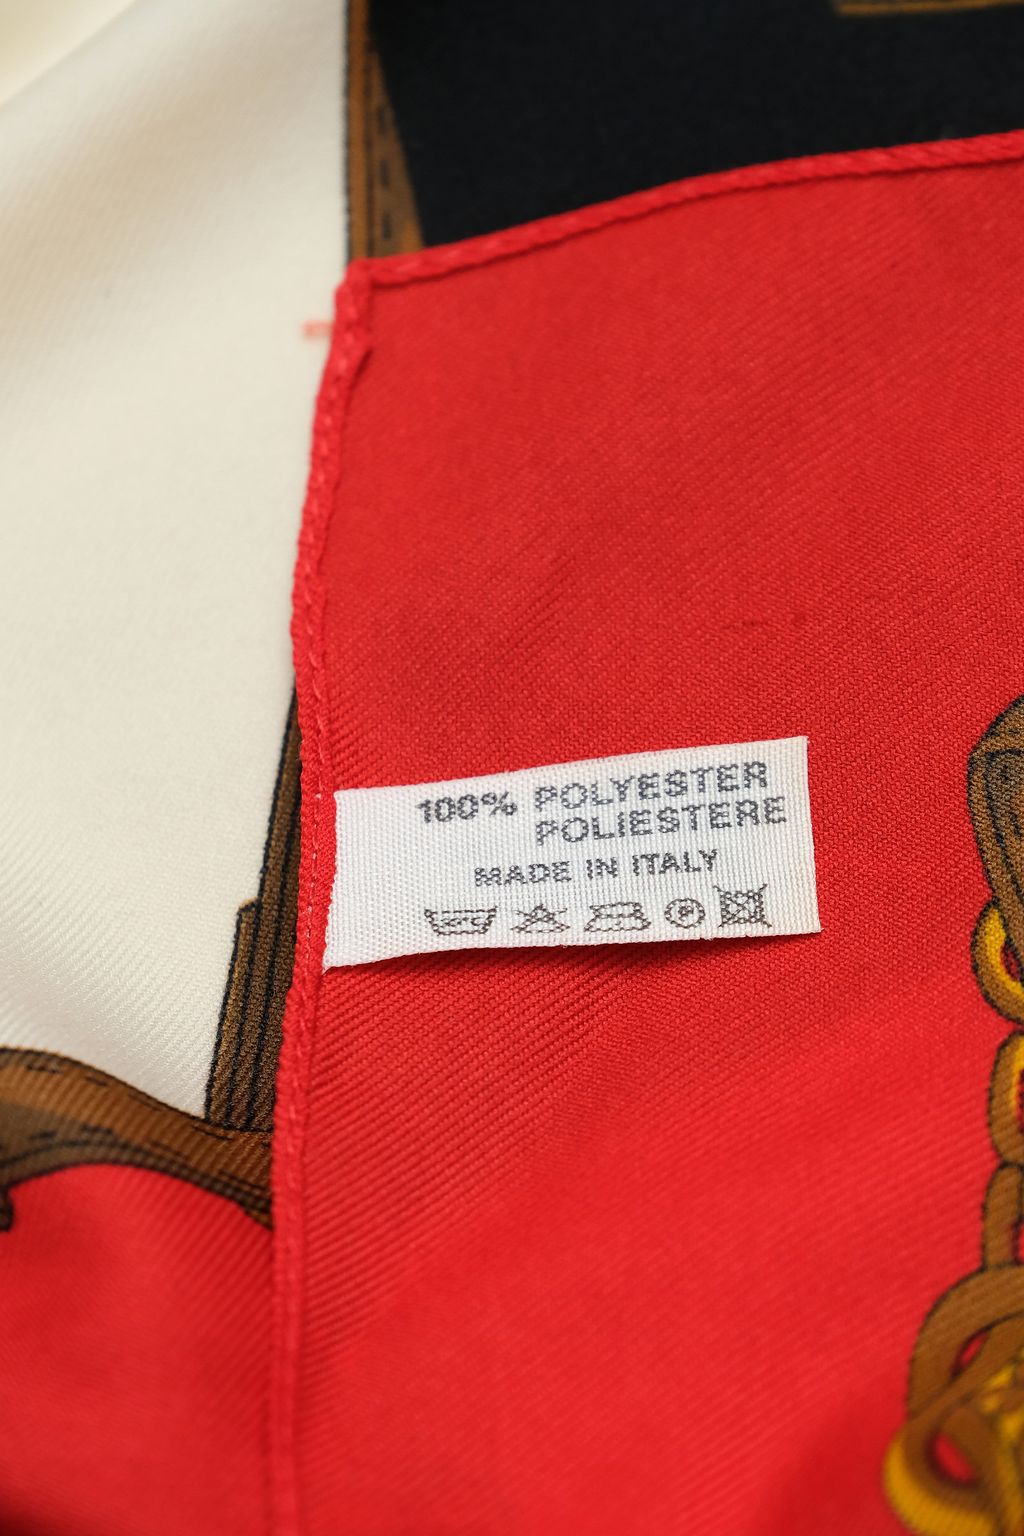 100% POLYESTER
POLIESTERE
MADE IN ITALY
P